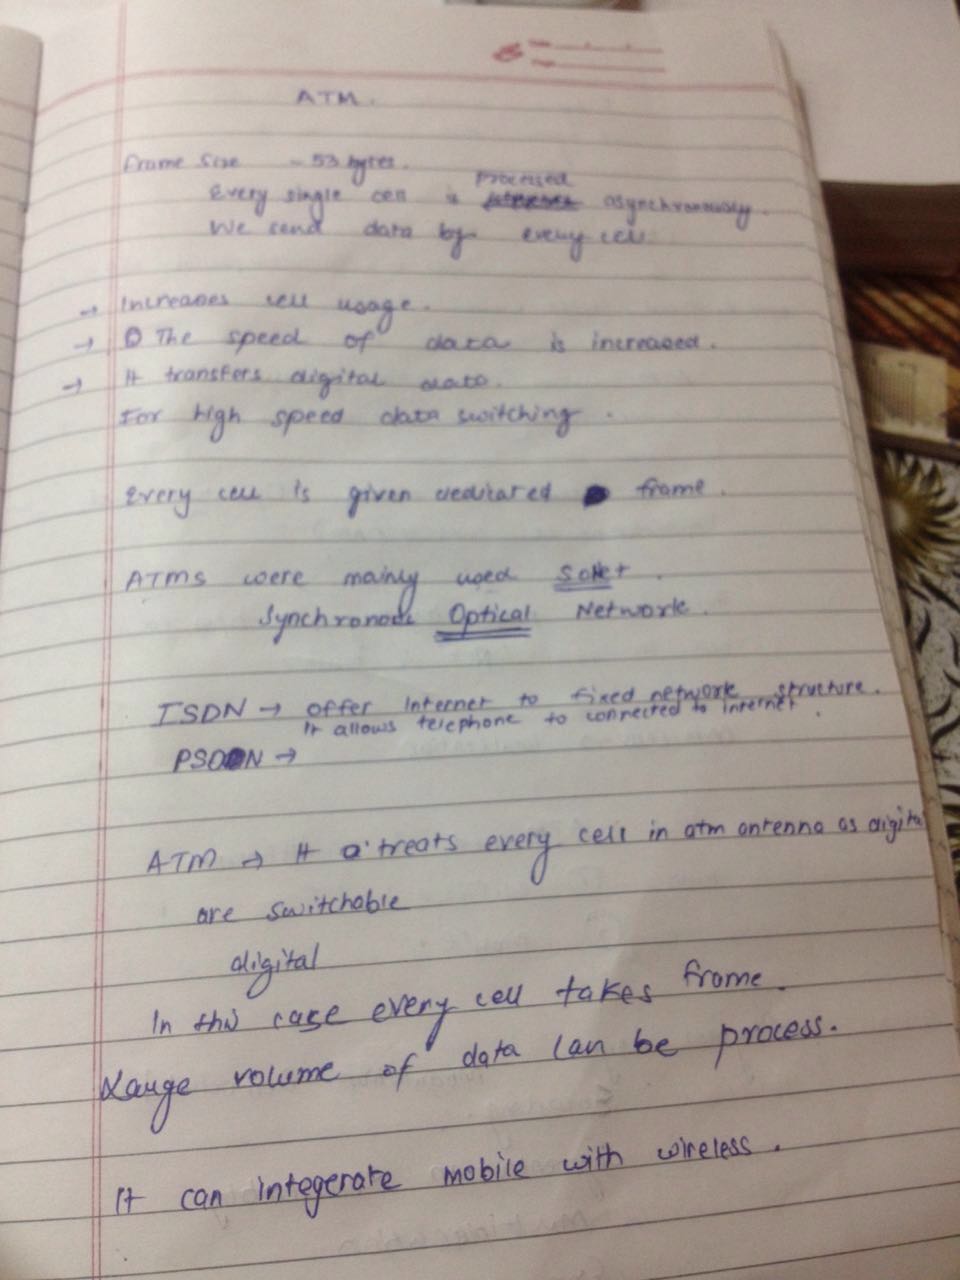 ATM.
Frame Size - 53 bytes.
Processed
Every single cell is asynchronously.
We send data by every cell
→ Increases cell usage.
→ The speed of data is increased.
→ It transfers digital data.
For high speed data switching.
Every cell is given dedicated frame.
ATMs were mainly used SONET.
Synchronous Optical Network.
ISDN → offer Internet to fixed network structure.
It allows telephone to connected to internet.
PSDN →
ATM → It treats every cell in atm antenna as digital
are switchable
digital
In this case every cell takes frame.
Large volume of data can be process.
It can integerate mobile with wireless.